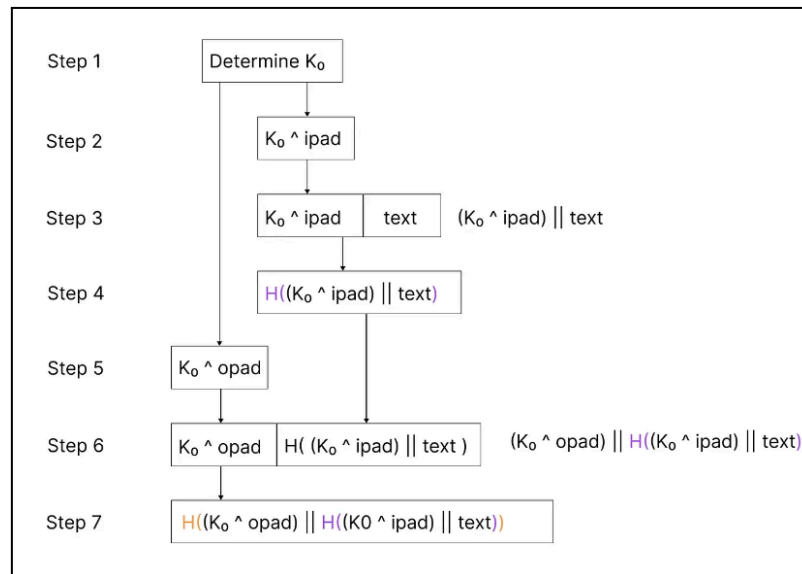 Step 1 Determine K₀
Step 2 K₀ ^ ipad
Step 3 K₀ ^ ipad text (K₀ ^ ipad) || text
Step 4 H((K₀ ^ ipad) || text)
Step 5 K₀ ^ opad
Step 6 K₀ ^ opad H( (K₀ ^ ipad) || text ) (K₀ ^ opad) || H((K₀ ^ ipad) || text)
Step 7 H((K₀ ^ opad) || H((K0 ^ ipad) || text))